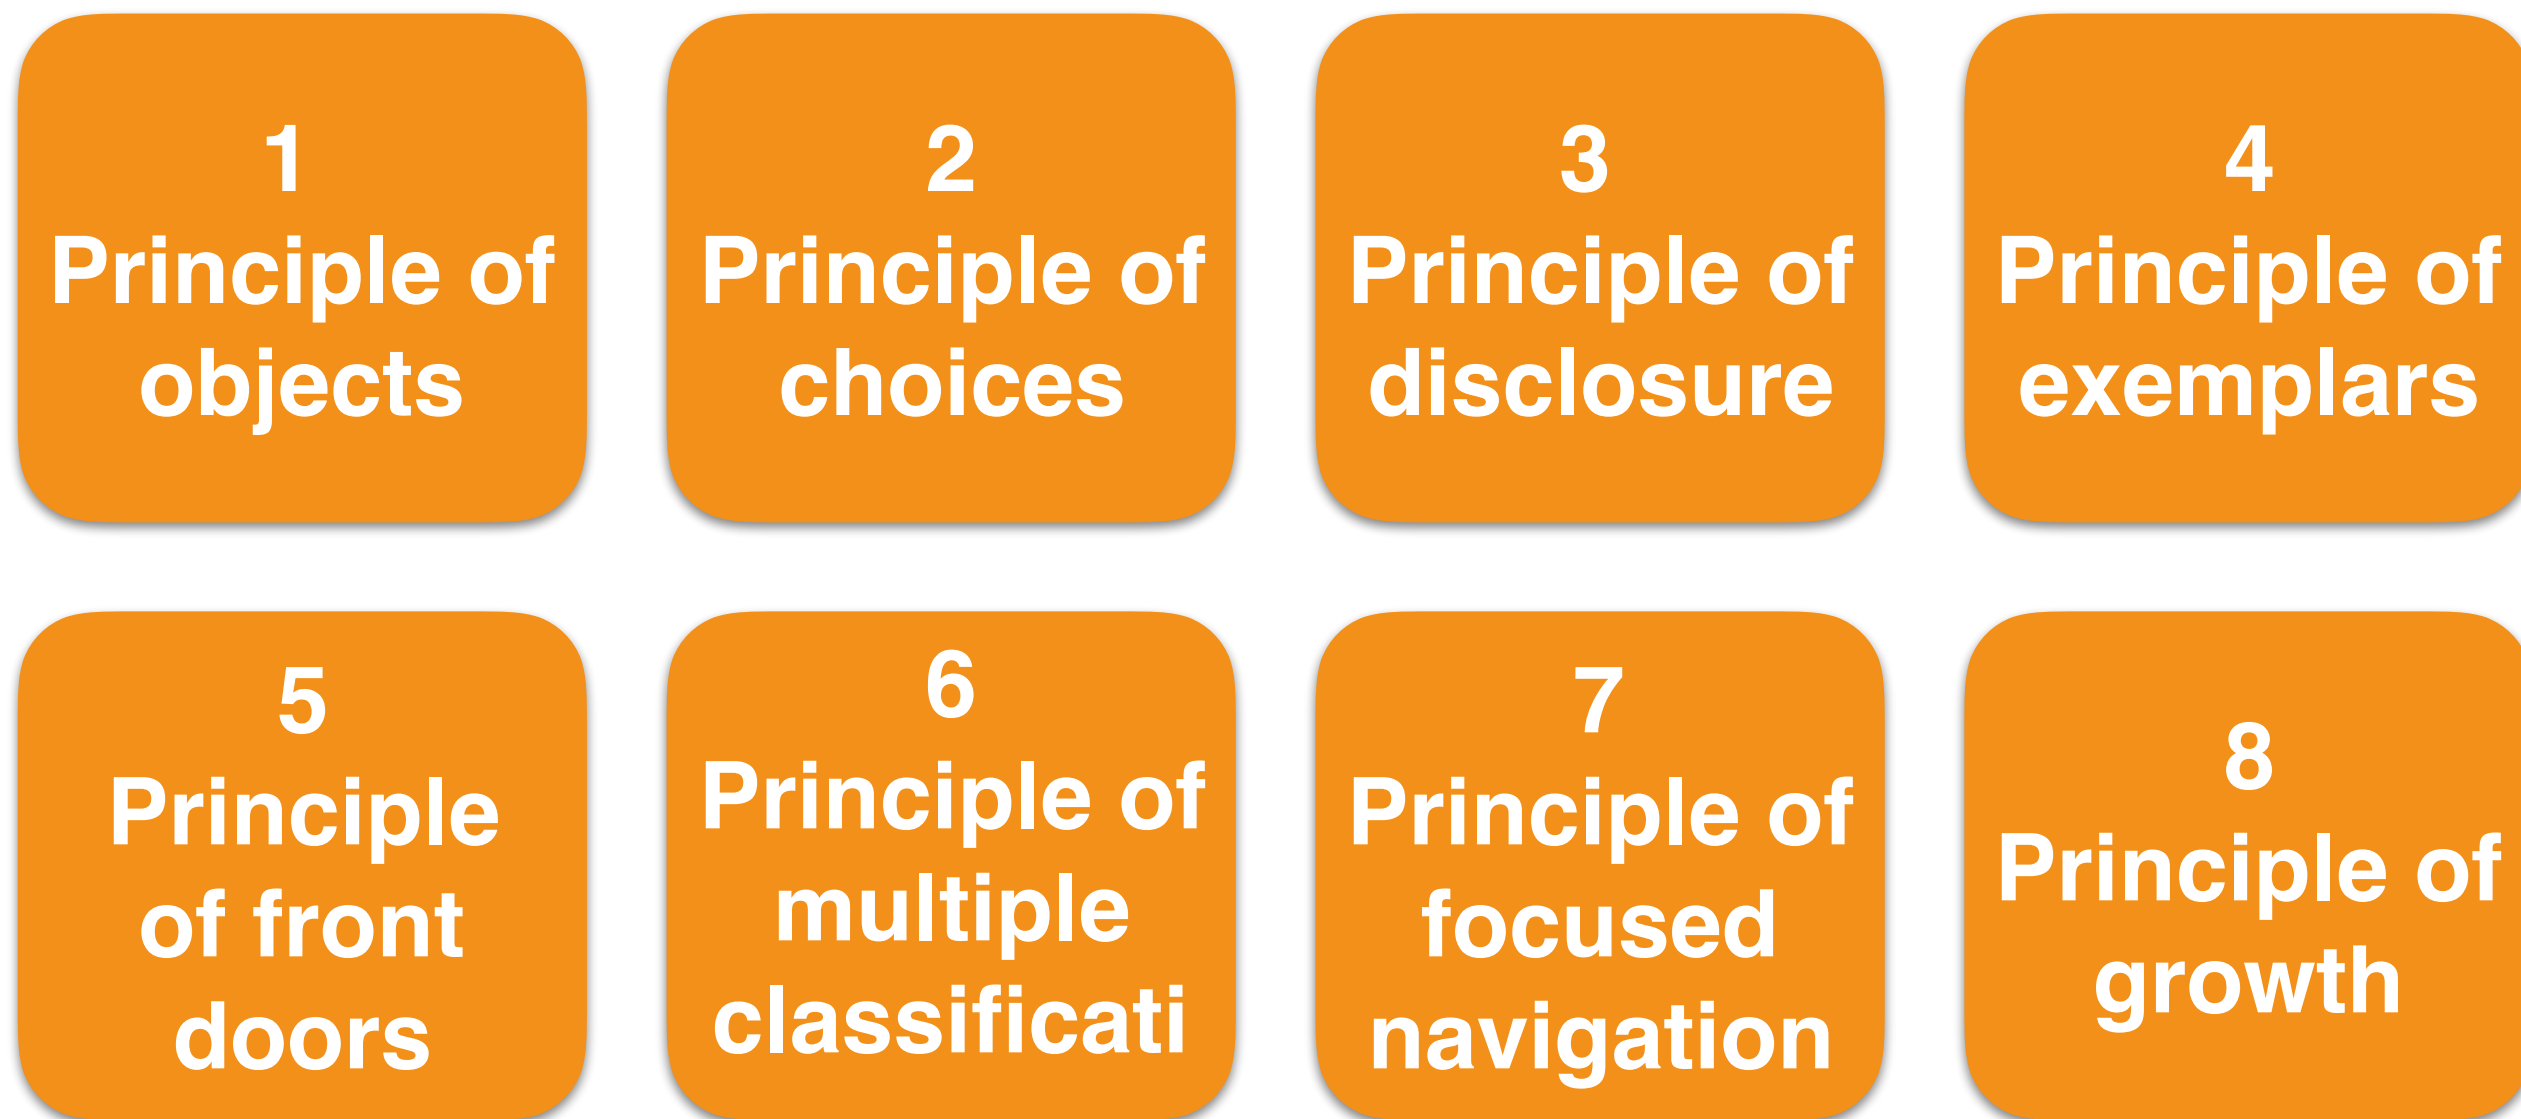 1
Principle of
objects
2
Principle of
choices
3
Principle of
disclosure
4
Principle of
exemplars
5
Principle
of front
doors
6
Principle of
multiple
classificati
7
Principle of
focused
navigation
8
Principle of
growth